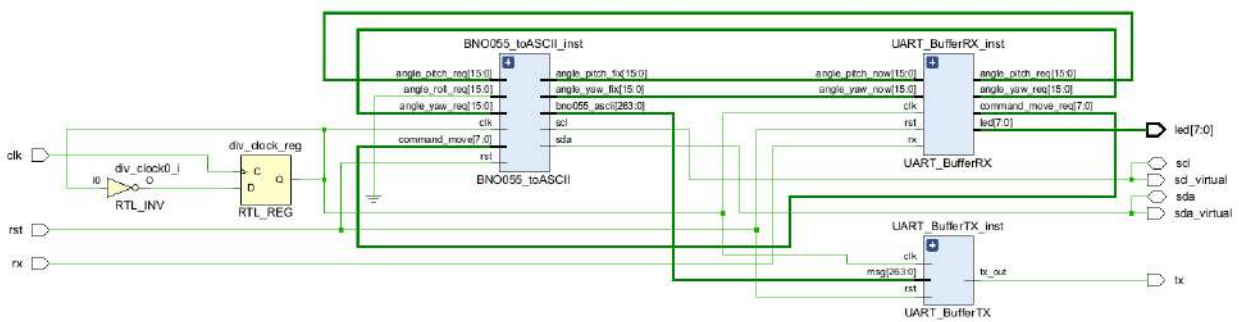 BNO055_toASCII_inst
angle_pitch_req[15:0]
angle_roll_req[15:0]
angle_yaw_req[15:0]
clk
command_move[7:0]
rst
angle_pitch_fix[15:0]
angle_yaw_fix[15:0]
bno055_ascii[263:0]
scl
sda
BNO055_toASCII
UART_BufferRX_inst
angle_pitch_now[15:0]
angle_yaw_now[15:0]
clk
rst
rx
angle_pitch_req[15:0]
angle_yaw_req[15:0]
command_move_req[7:0]
led[7:0]
UART_BufferRX
led[7:0]
scl
scl_virtual
sda
sda_virtual
clk
div_clock0_i
I0
O
RTL_INV
div_clock_reg
C
D
Q
RTL_REG
rst
rx
UART_BufferTX_inst
clk
msg[263:0]
rst
tx_out
UART_BufferTX
tx